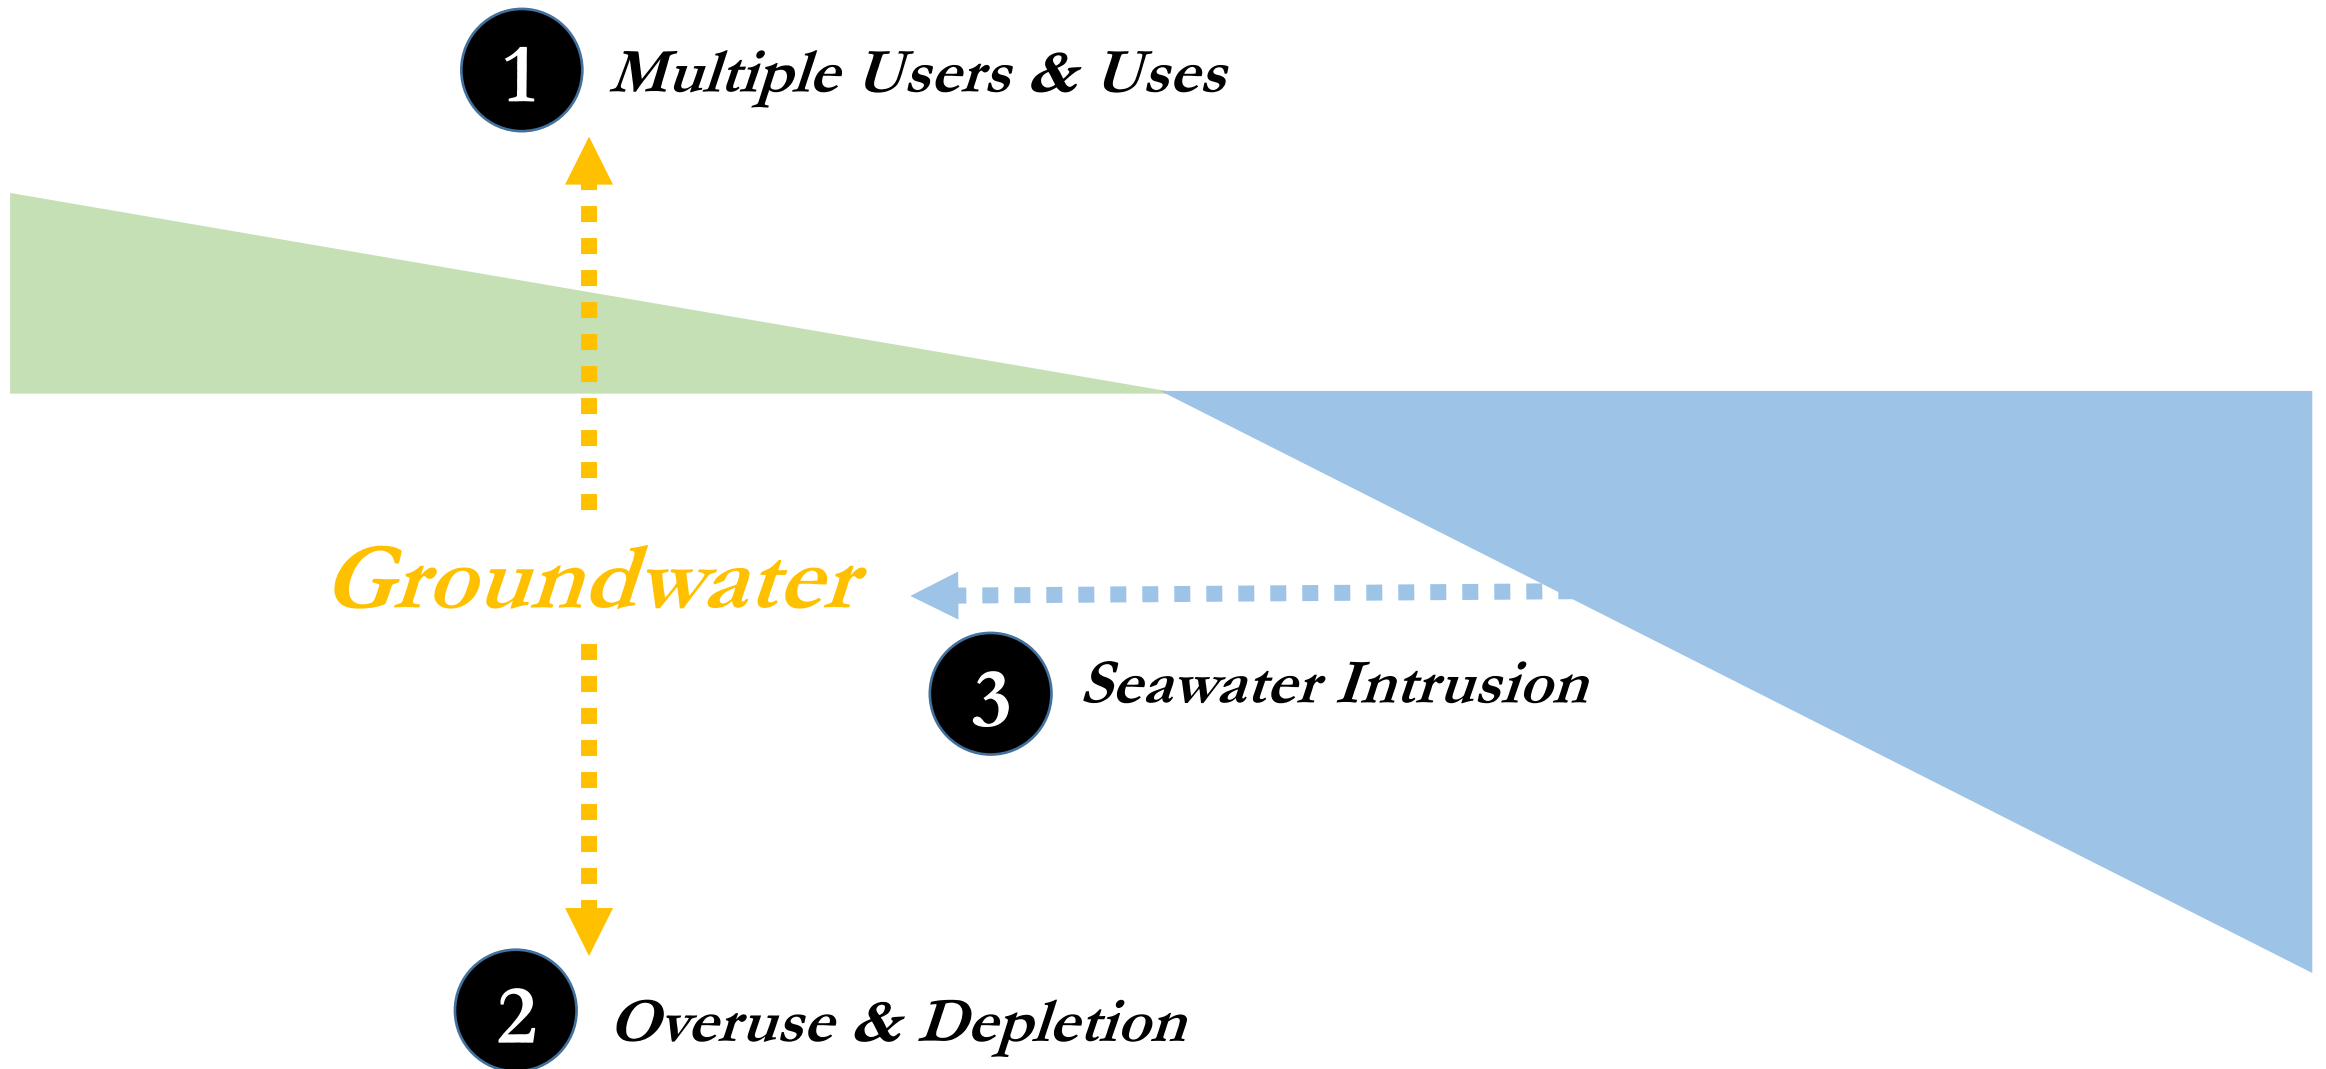 1 Multiple Users & Uses
Groundwater
3 Seawater Intrusion
2 Overuse & Depletion